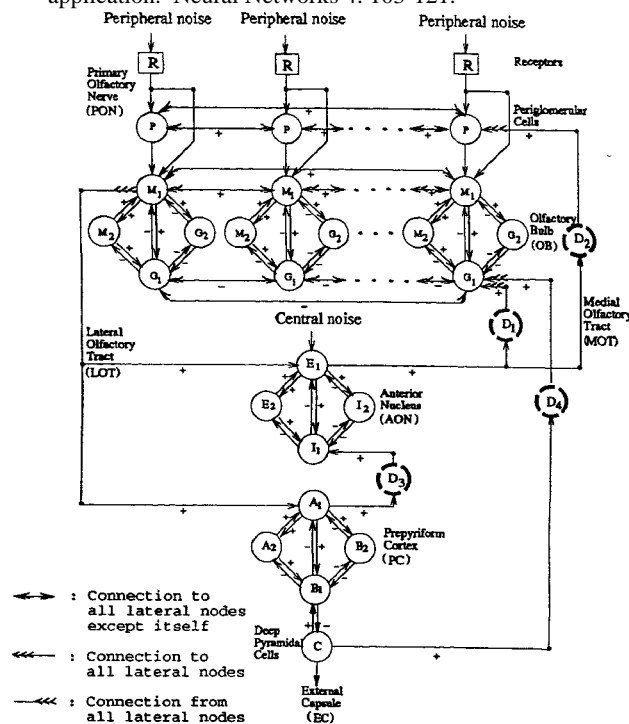 application. Neural Networks 4: 103-121.
Peripheral noise Peripheral noise Peripheral noise
R R R Receptors
Primary
Olfactory
Nerve
(PON)
Periglomerular
Cells
P P P
+ + +
M1 M1 M1
+ + +
M2 G2 M2 G2 M2 G2
Olfactory
Bulb
(OB)
D2
G1 G1 G1
- - -
Central noise
D1
Medial
Olfactory
Tract
(MOT)
Lateral
Olfactory
Tract
(LOT)
+ E1 + +
E2 I2
Anterior
Nucleus
(AON)
D4
I1 +
D3
+ A1 +
A2 B2
Prepyriform
Cortex
(PC)
B1
+ -
Deep
Pyramidal
Cells
C +
External
Capsule
(EC)
: Connection to
all lateral nodes
except itself
: Connection to
all lateral nodes
: Connection from
all lateral nodes